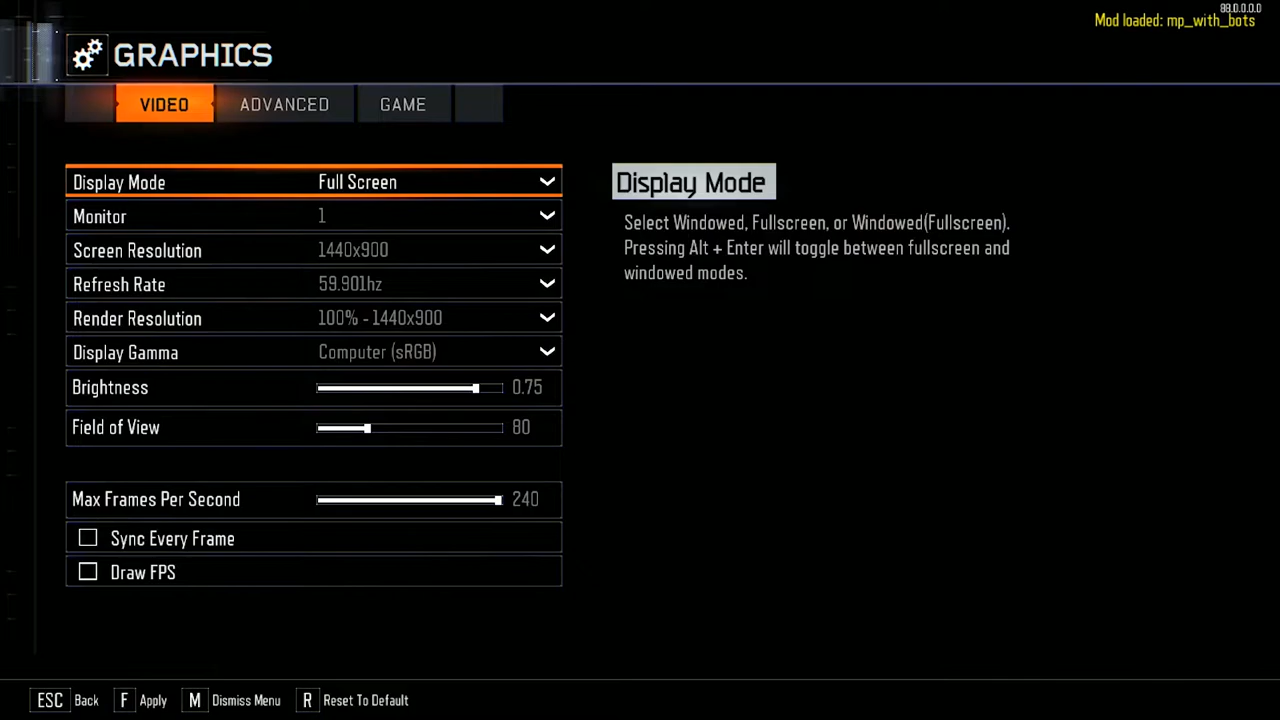 88.0.0.0.0
Mod loaded: mp_with_bots
GRAPHICS
VIDEO ADVANCED GAME
Display Mode Full Screen
Monitor 1
Screen Resolution 1440x900
Refresh Rate 59.901hz
Render Resolution 100% - 1440x900
Display Gamma Computer (sRGB)
Brightness 0.75
Field of View 80
Max Frames Per Second 240
Sync Every Frame
Draw FPS
Display Mode
Select Windowed, Fullscreen, or Windowed(Fullscreen).
Pressing Alt + Enter will toggle between fullscreen and
windowed modes.
ESC Back F Apply M Dismiss Menu R Reset To Default